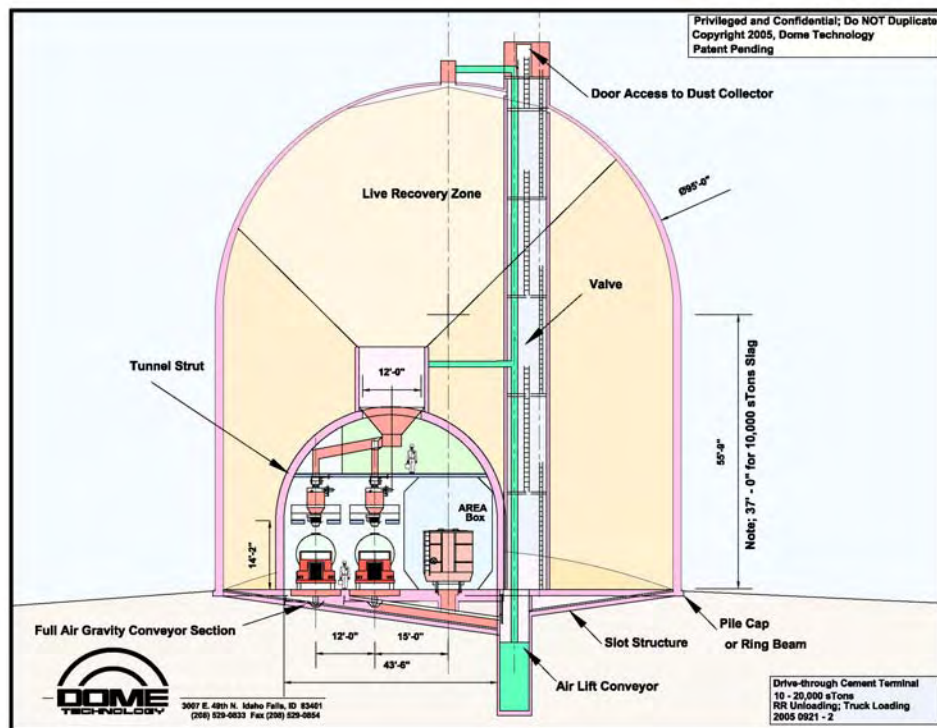 Privileged and Confidential; Do NOT Duplicate
Copyright 2005, Dome Technology
Patent Pending
Door Access to Dust Collector
Live Recovery Zone
Ø95'-0"
Valve
Tunnel Strut
12'-0"
55'-9"
Note; 37' - 0" for 10,000 sTons Slag
AREA
Box
14'-2"
Full Air Gravity Conveyor Section
12'-0"
15'-0"
43'-6"
Slot Structure
Pile Cap
or Ring Beam
Air Lift Conveyor
DOME
TECHNOLOGY
3007 E. 49th N. Idaho Falls, ID 83401
(208) 529-0833 Fax (208) 529-0854
Drive-through Cement Terminal
10 - 20,000 sTons
RR Unloading; Truck Loading
2005 0921 - 2